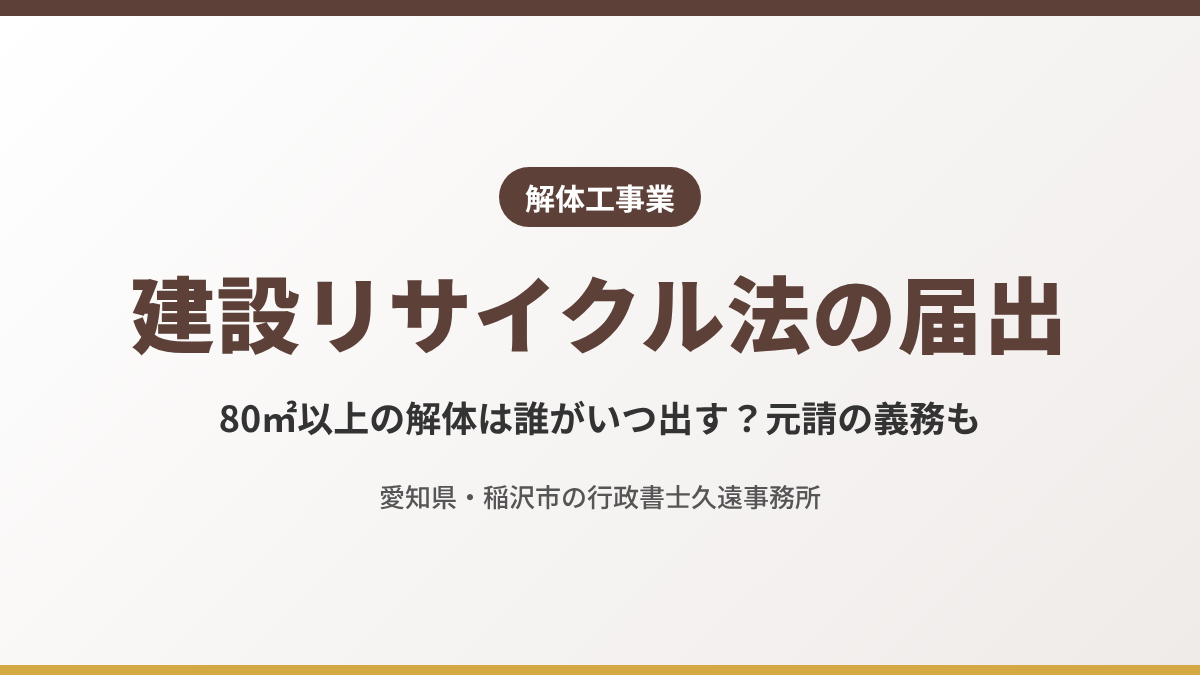 解体工事業
建設リサイクル法の届出
80㎡以上の解体は誰がいつ出す？元請の義務も
愛知県・稲沢市の行政書士久遠事務所